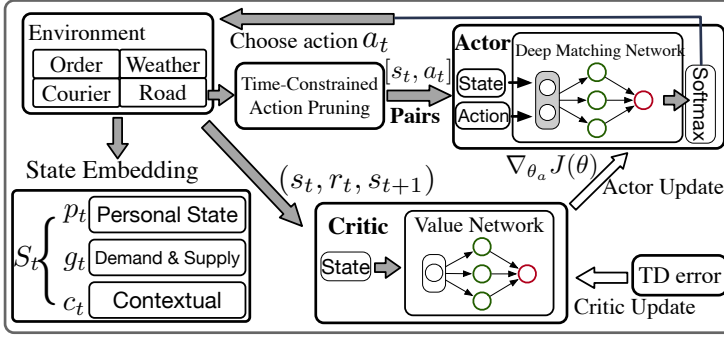 Environment
Order
Weather
Courier
Road
Choose action a_t
Time-Constrained
Action Pruning
[s_t, a_t]
Pairs
Actor
Deep Matching Network
State
Action
Softmax
State Embedding
S_t
p_t
Personal State
g_t
Demand & Supply
c_t
Contextual
(s_t, r_t, s_{t+1})
Critic
Value Network
State
∇_{θ_a} J(θ)
Actor Update
TD error
Critic Update